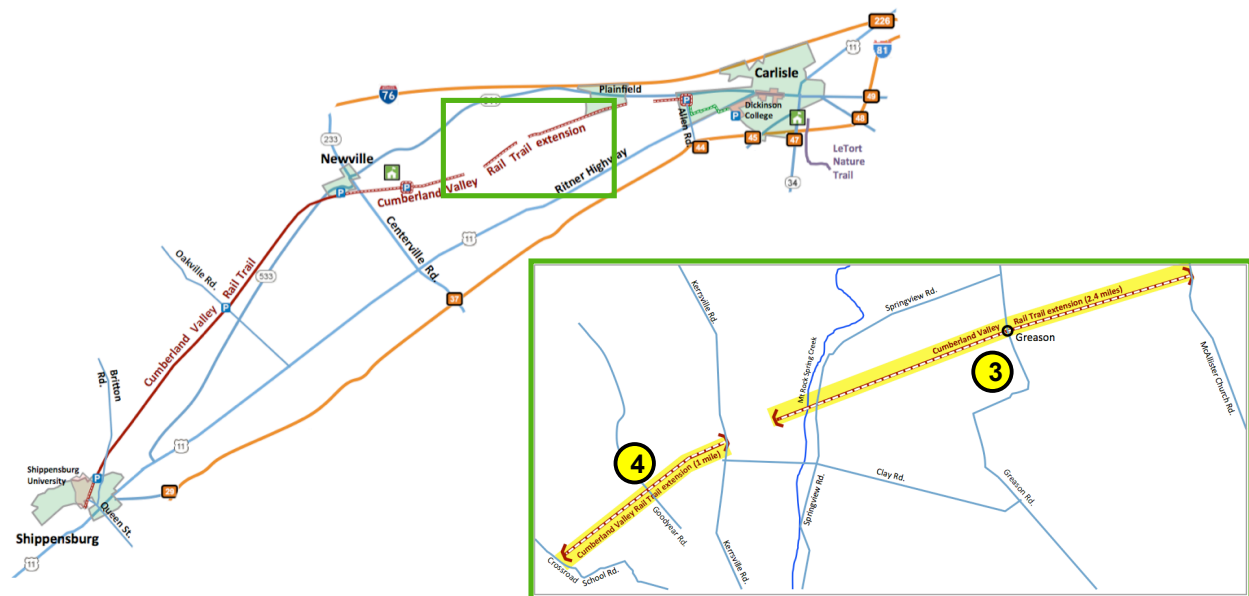 226
11
INTERSTATE
81
Carlisle
76
Plainfield
Dickinson
College
P
P
Allen Rd.
49
48
45
47
44
LeTort
Nature
Trail
34
233
Newville
Rail Trail extension
Ritner Highway
P
P
Cumberland Valley
Centerville Rd.
11
Oakville Rd.
533
Cumberland Valley Rail Trail
P
37
Britton
Rd.
11
Shippensburg
University
P
29
Queen St.
Shippensburg
11
Kerrsville Rd.
Springview Rd.
Cumberland Valley
Rail Trail extension (2.4 miles)
Greason
Mt Rock Spring Creek
McAllister Church Rd.
3
4
Cumberland Valley Rail Trail extension (1 mile)
Clay Rd.
Greason Rd.
Goodyear Rd.
Springview Rd.
Kerrsville Rd.
Crossroad
School Rd.